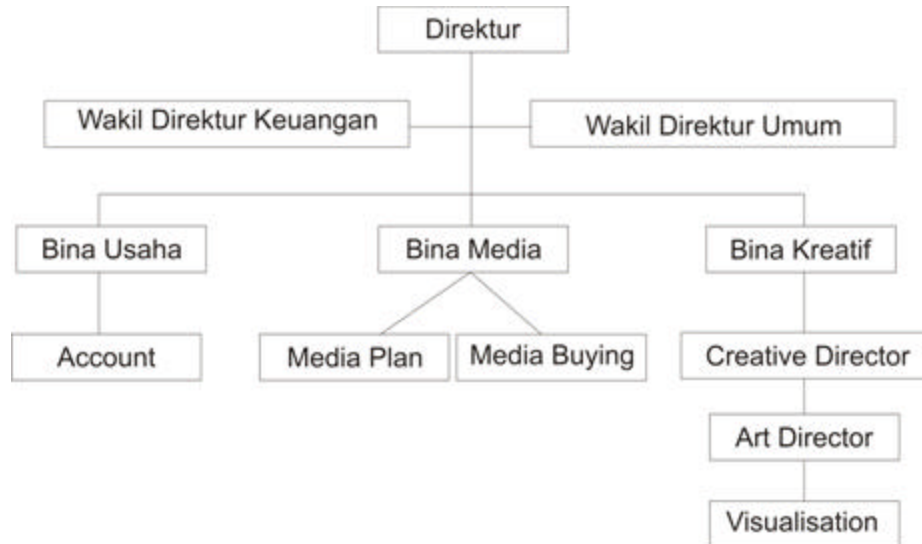 Direktur
Wakil Direktur Keuangan
Wakil Direktur Umum
Bina Usaha
Bina Media
Bina Kreatif
Account
Media Plan
Media Buying
Creative Director
Art Director
Visualisation